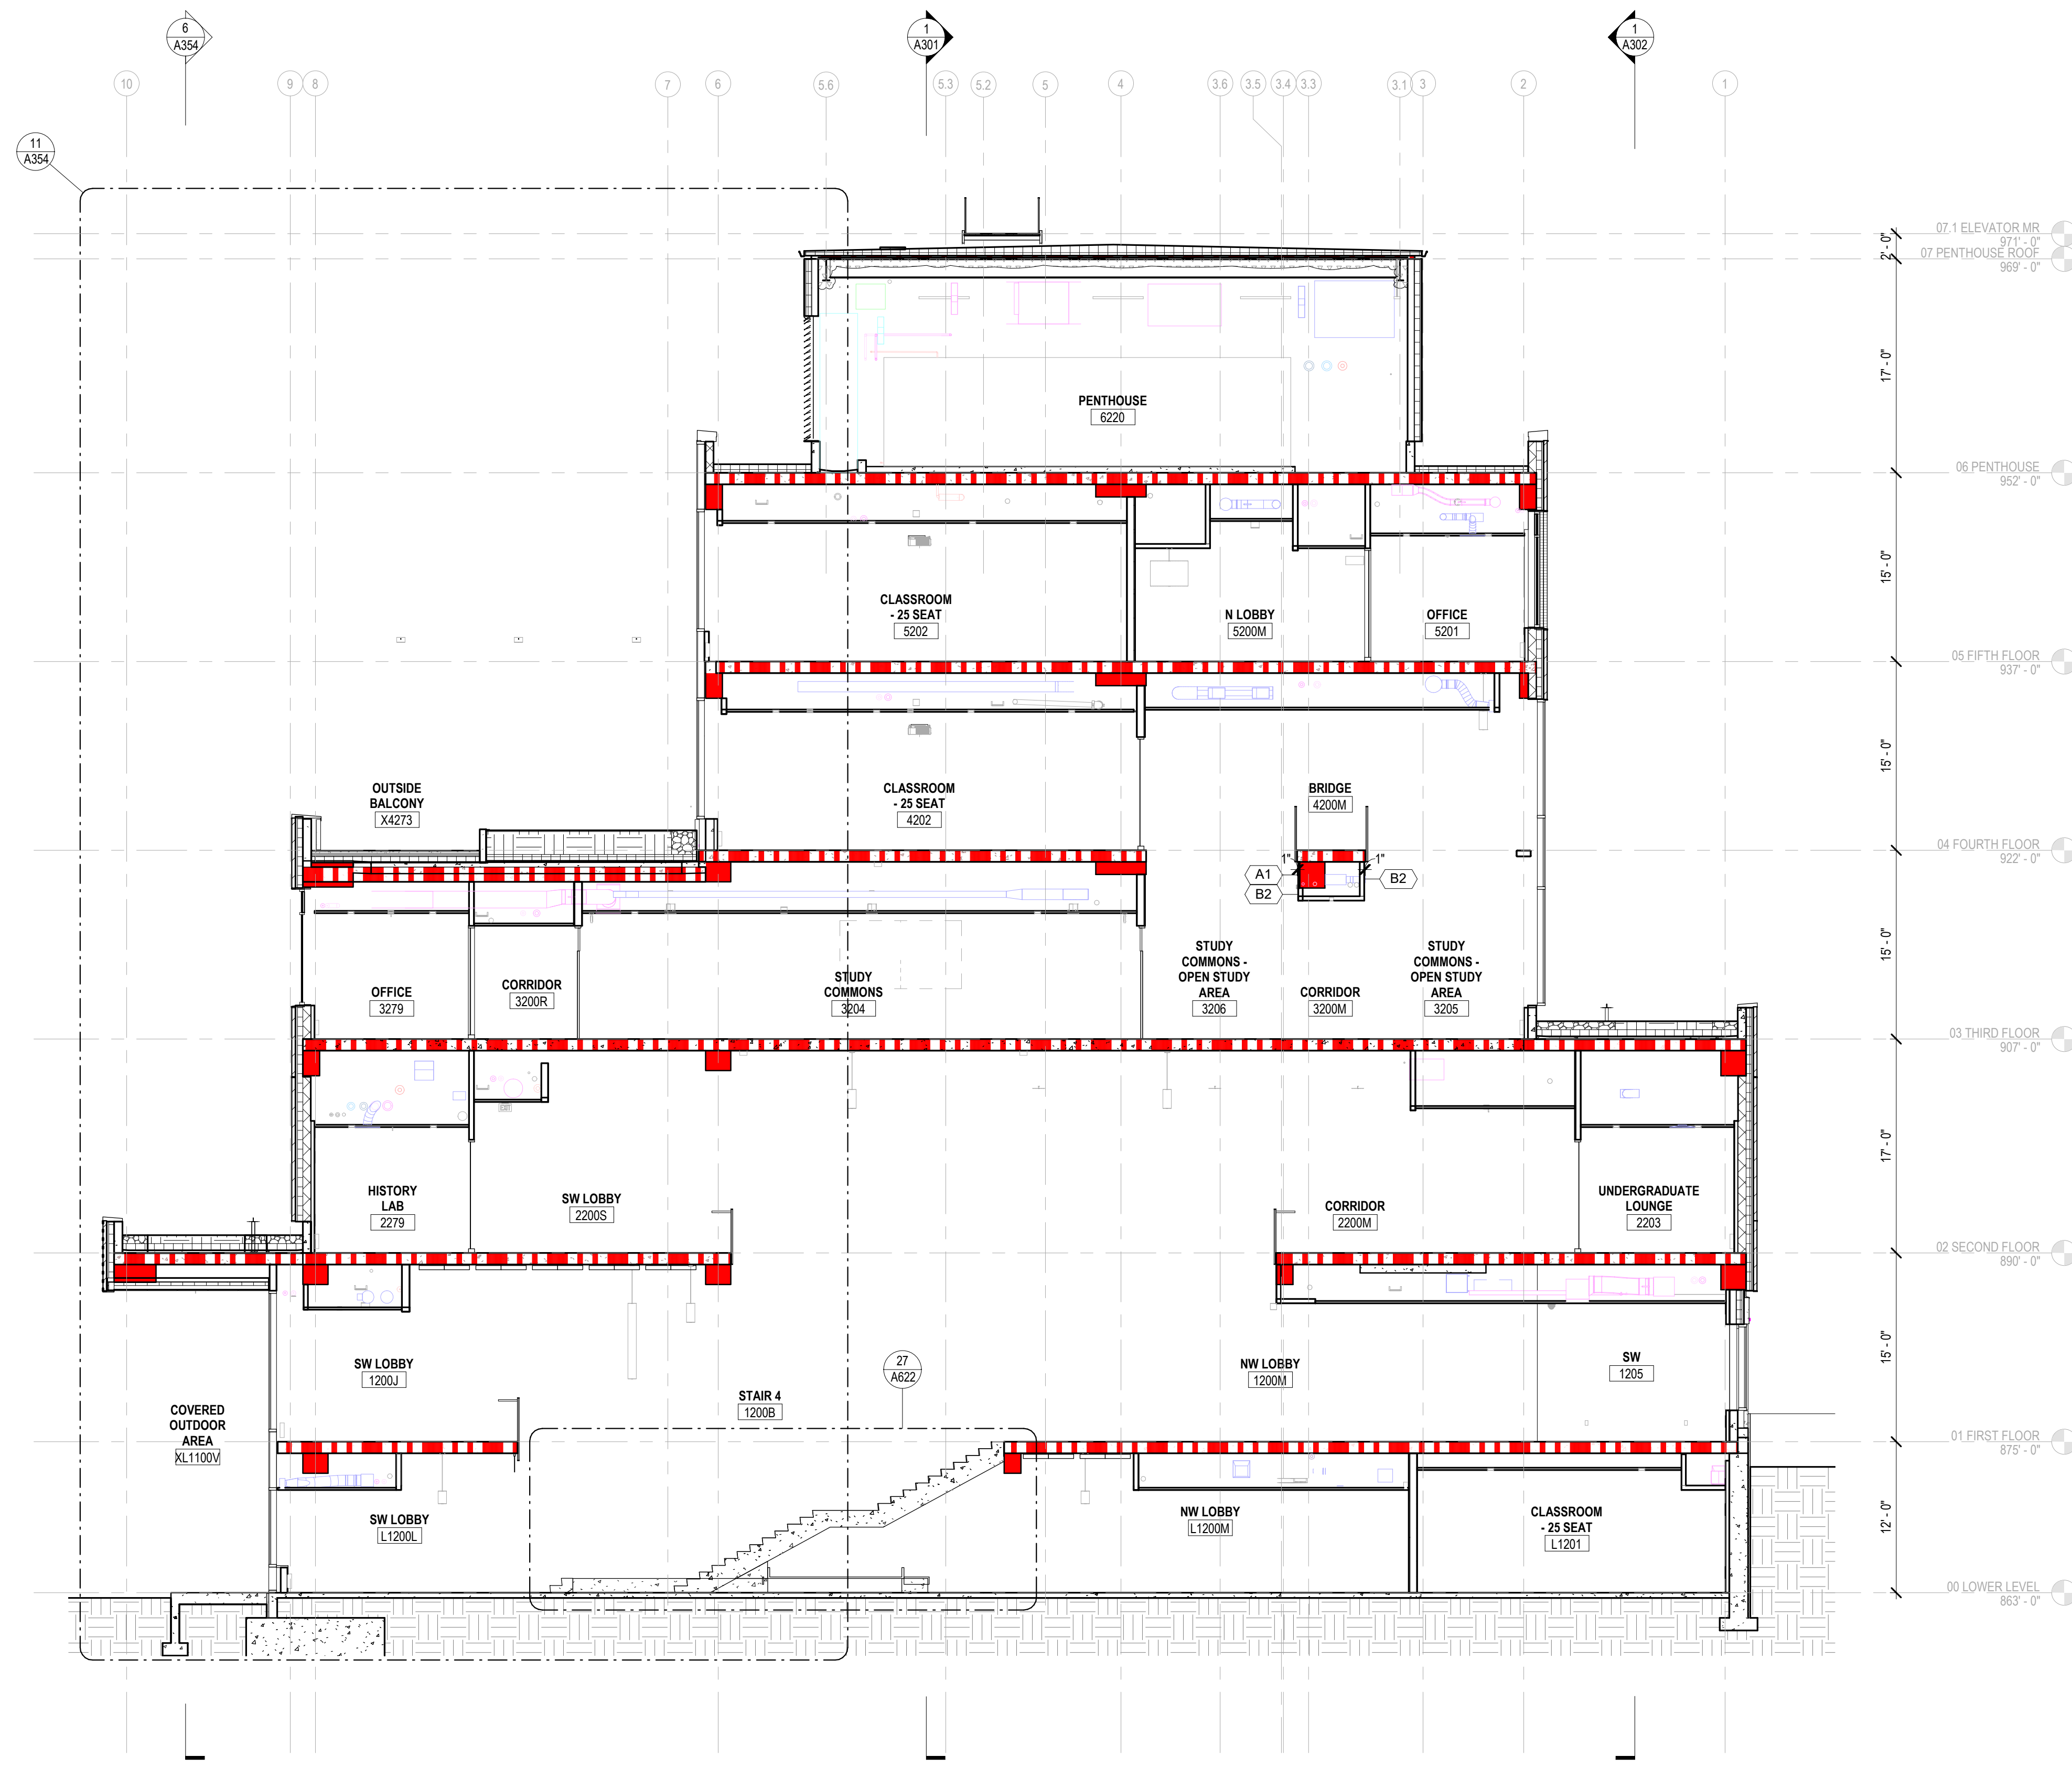 6
A354
1
A301
1
A302
10
9
8
7
6
5.6
5.3
5.2
5
4
3.6
3.5
3.4
3.3
3.1
3
2
1
11
A354
07.1 ELEVATOR MR
971' - 0"
2' - 0"
07 PENTHOUSE ROOF
969' - 0"
17' - 0"
PENTHOUSE
6220
06 PENTHOUSE
952' - 0"
15' - 0"
CLASSROOM
- 25 SEAT
5202
N LOBBY
5200M
OFFICE
5201
05 FIFTH FLOOR
937' - 0"
15' - 0"
OUTSIDE
BALCONY
X4273
CLASSROOM
- 25 SEAT
4202
BRIDGE
4200M
04 FOURTH FLOOR
922' - 0"
1"
1"
A1
B2
B2
15' - 0"
OFFICE
3279
CORRIDOR
3200R
STUDY
COMMONS
3204
STUDY
COMMONS -
OPEN STUDY
AREA
3206
CORRIDOR
3200M
STUDY
COMMONS -
OPEN STUDY
AREA
3205
03 THIRD FLOOR
907' - 0"
17' - 0"
HISTORY
LAB
2279
SW LOBBY
2200S
CORRIDOR
2200M
UNDERGRADUATE
LOUNGE
2203
02 SECOND FLOOR
890' - 0"
15' - 0"
SW LOBBY
1200J
27
A622
NW LOBBY
1200M
SW
1205
STAIR 4
1200B
COVERED
OUTDOOR
AREA
XL1100V
01 FIRST FLOOR
875' - 0"
12' - 0"
SW LOBBY
L1200L
NW LOBBY
L1200M
CLASSROOM
- 25 SEAT
L1201
00 LOWER LEVEL
863' - 0"